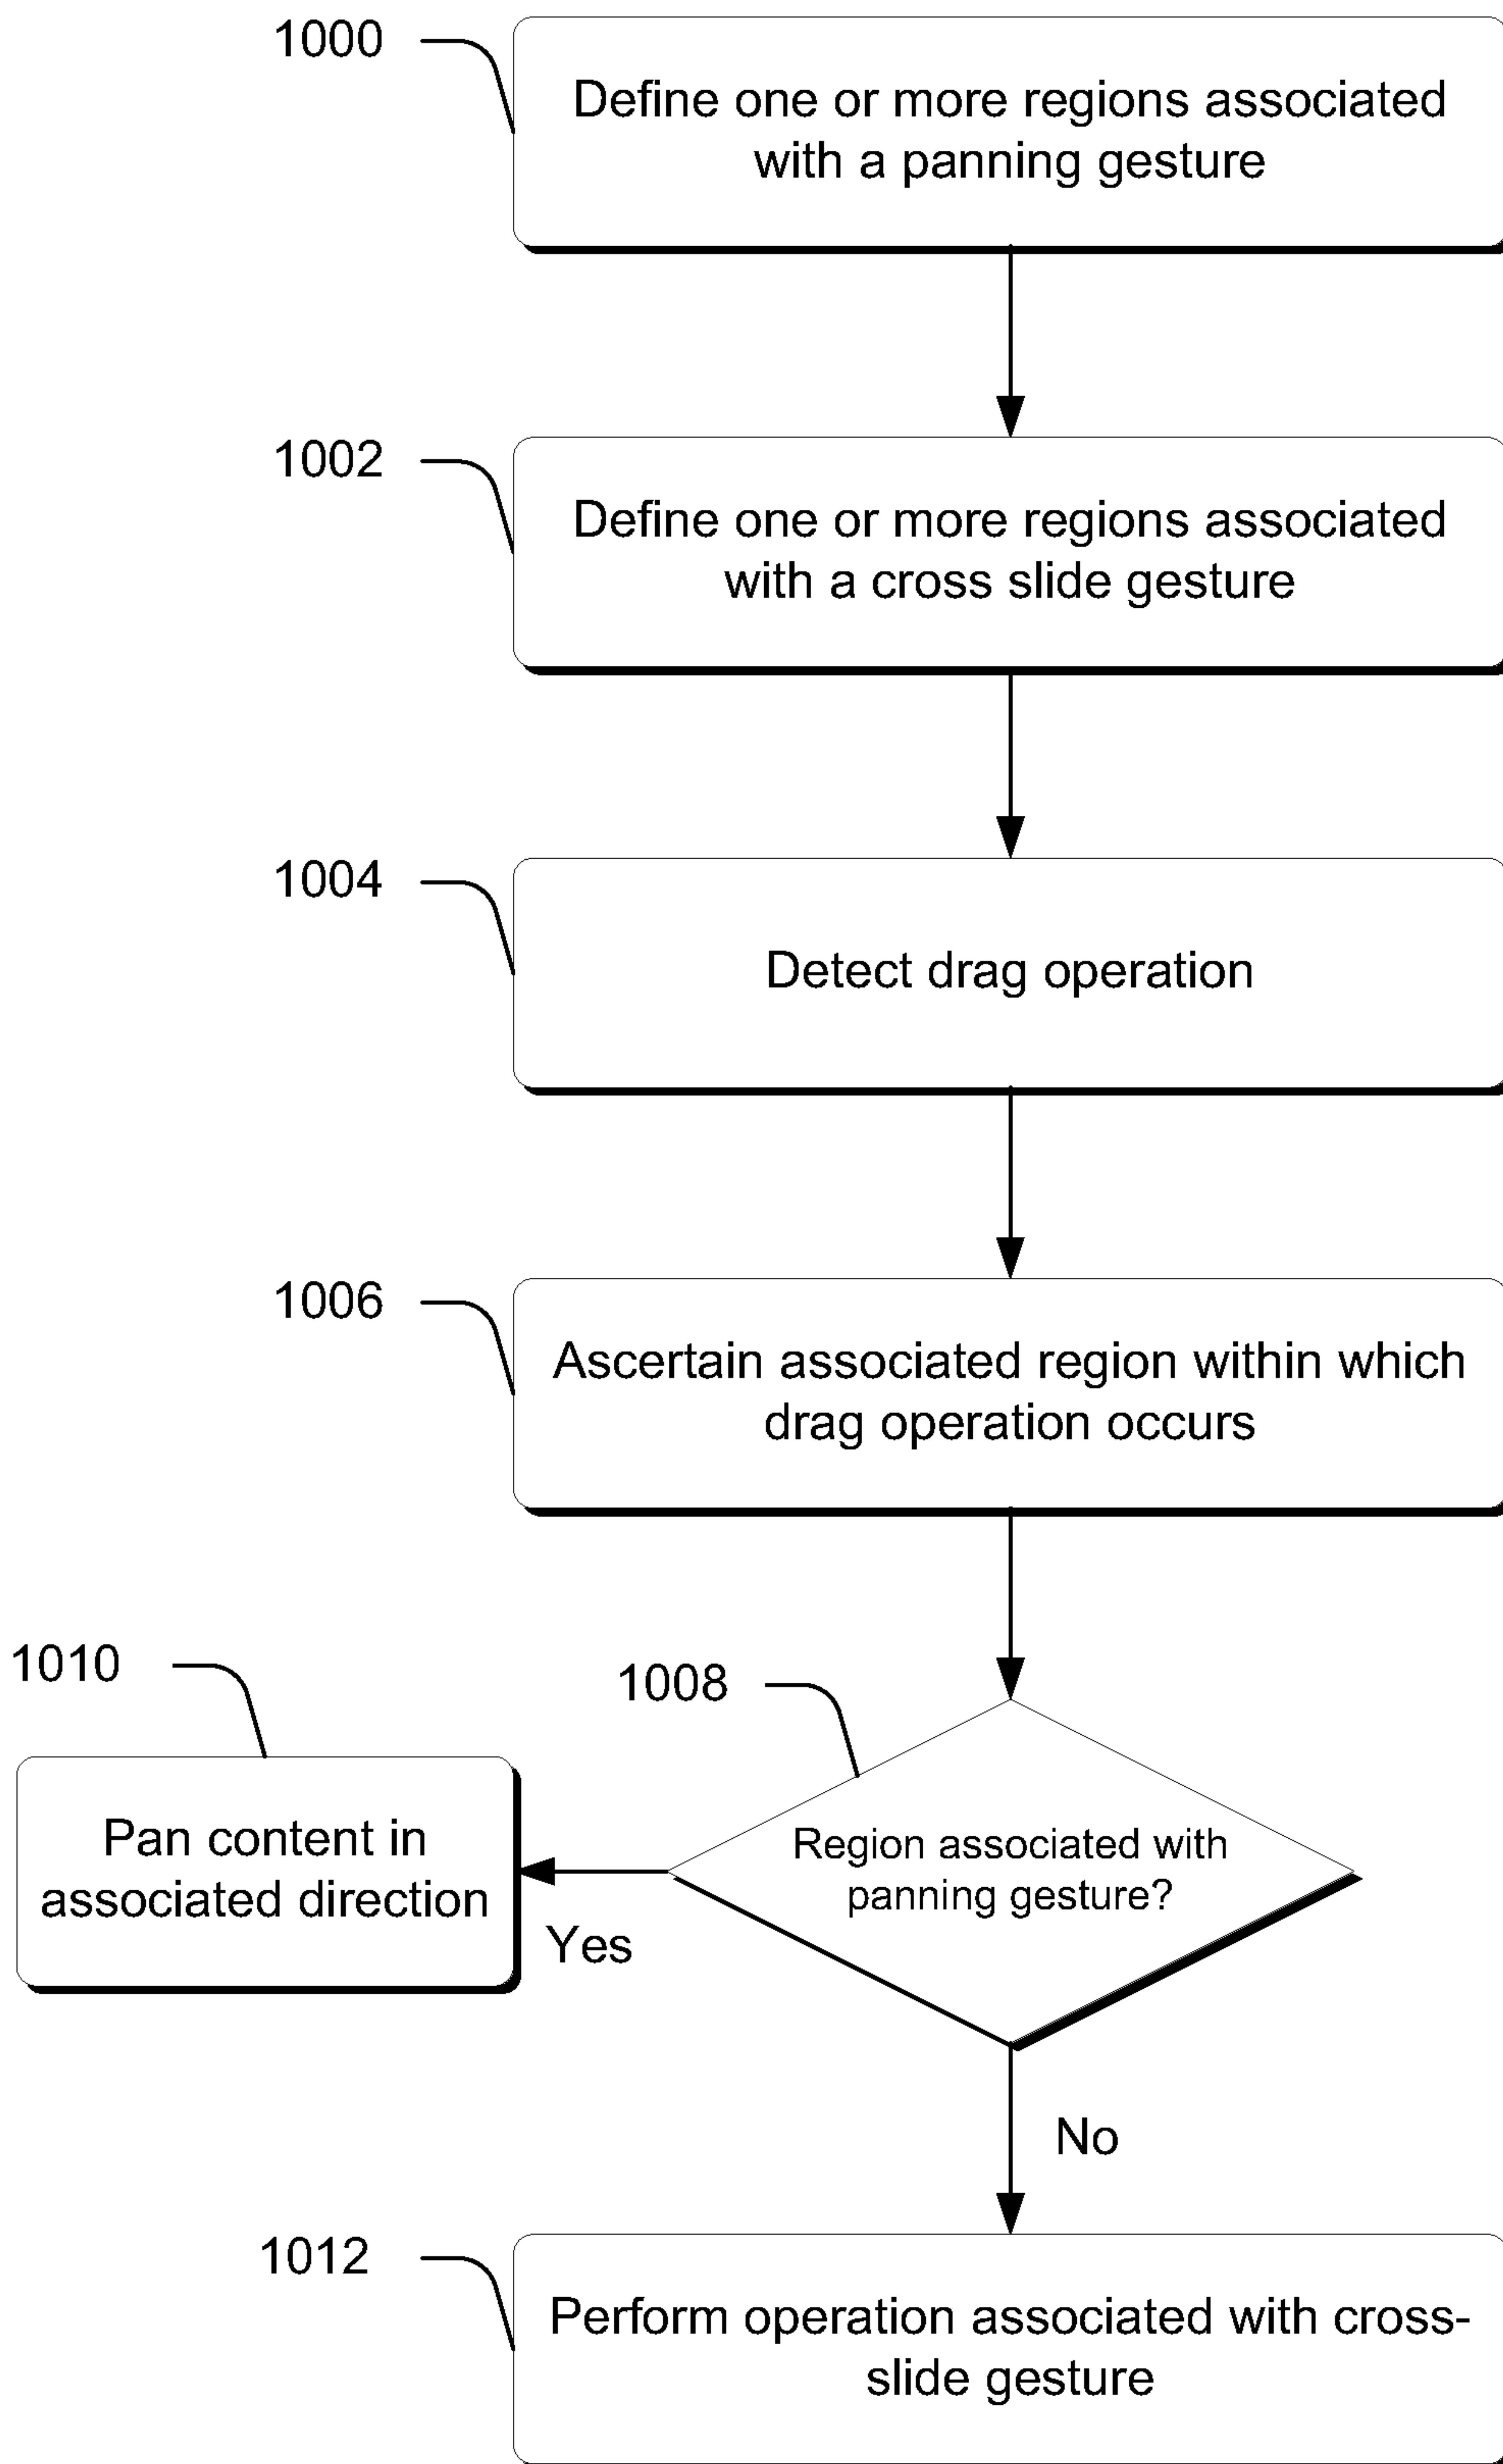 1000
Define one or more regions associated
with a panning gesture
1002
Define one or more regions associated
with a cross slide gesture
1004
Detect drag operation
1006
Ascertain associated region within which
drag operation occurs
1010
1008
Pan content in
associated direction
Region associated with
panning gesture?
Yes
No
1012
Perform operation associated with cross-
slide gesture